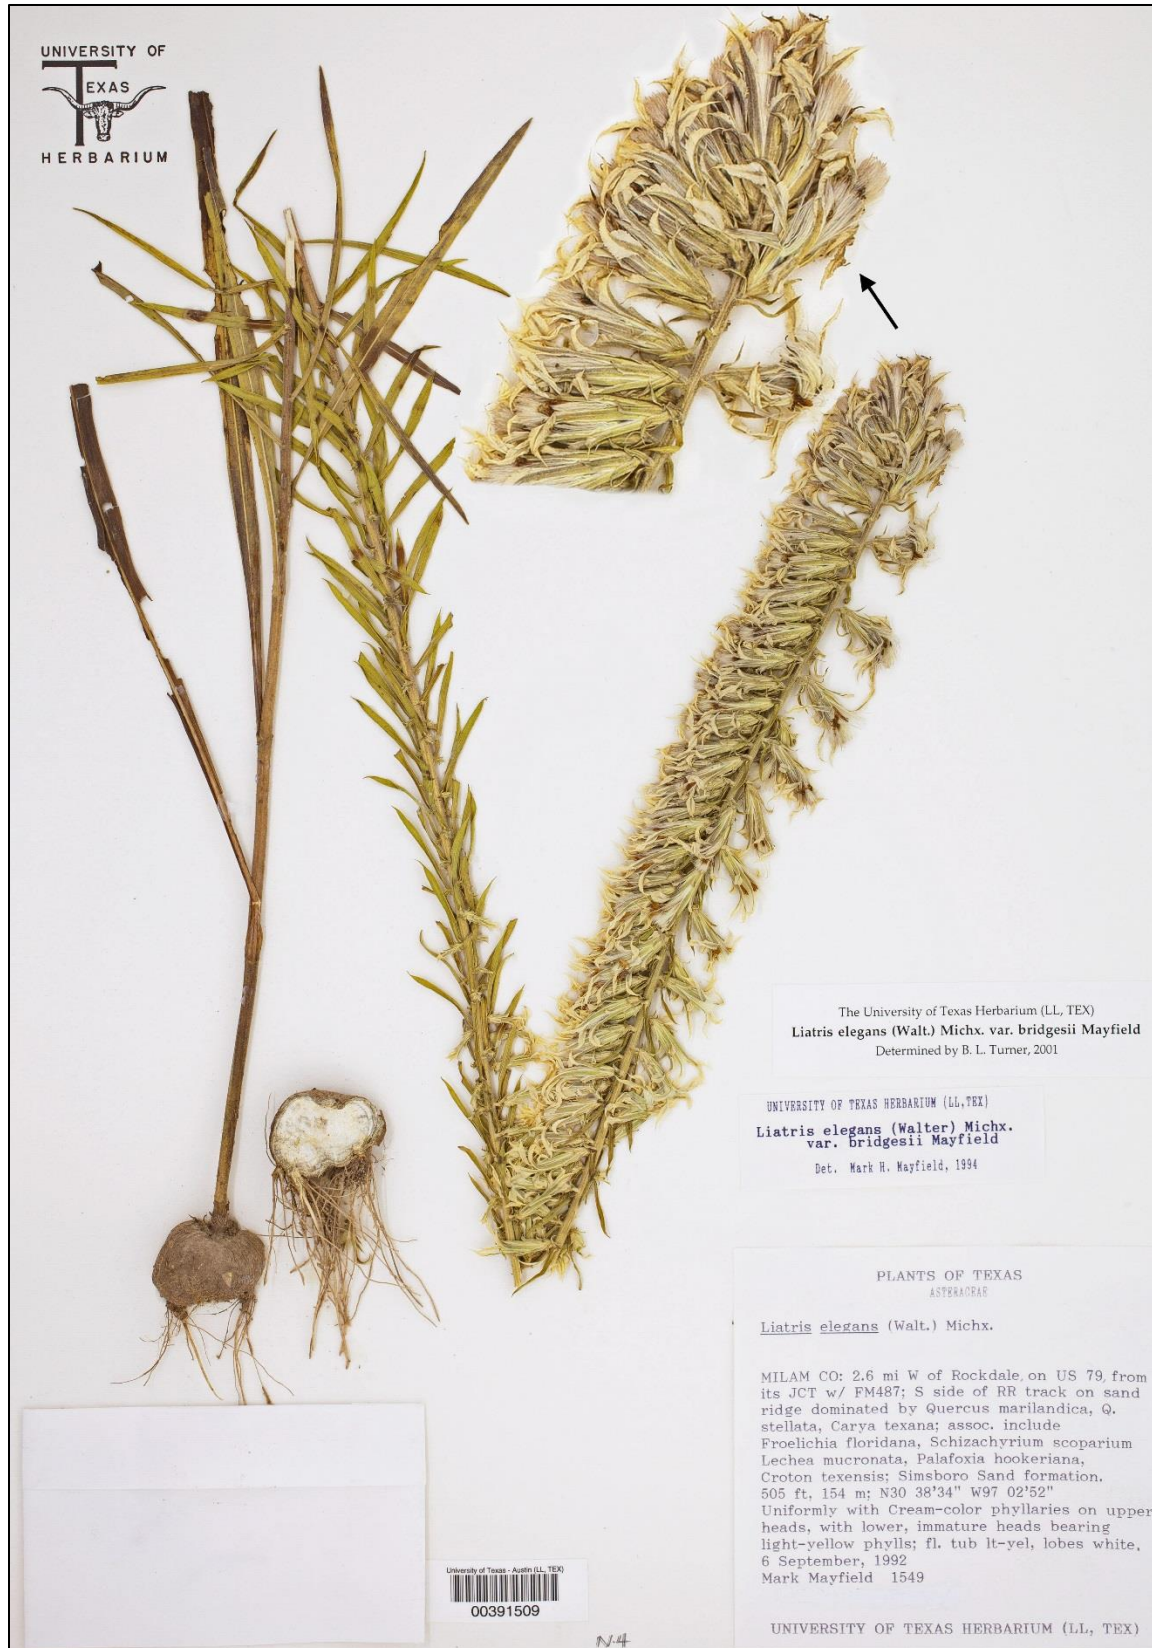 UNIVERSITY OF
TEXAS
HERBARIUM
The University of Texas Herbarium (LL, TEX)
Liatris elegans (Walt.) Michx. var. bridgesii Mayfield
Determined by B. L. Turner, 2001
UNIVERSITY OF TEXAS HERBARIUM (LL,TEX)
Liatris elegans (Walter) Michx.
var. bridgesii Mayfield
Det. Mark H. Mayfield, 1994
PLANTS OF TEXAS
ASTERACEAE
Liatris elegans (Walt.) Michx.
MILAM CO: 2.6 mi W of Rockdale, on US 79, from
its JCT w/ FM487; S side of RR track on sand
ridge dominated by Quercus marilandica, Q.
stellata, Carya texana; assoc. include
Froelichia floridana, Schizachyrium scoparium
Lechea mucronata, Palafoxia hookeriana,
Croton texensis; Simsboro Sand formation.
505 ft, 154 m; N30 38'34" W97 02'52"
Uniformly with Cream-color phyllaries on upper
heads, with lower, immature heads bearing
light-yellow phylls; fl. tub lt-yel, lobes white.
6 September, 1992
Mark Mayfield 1549
UNIVERSITY OF TEXAS HERBARIUM (LL, TEX)
University of Texas - Austin (LL, TEX)
00391509